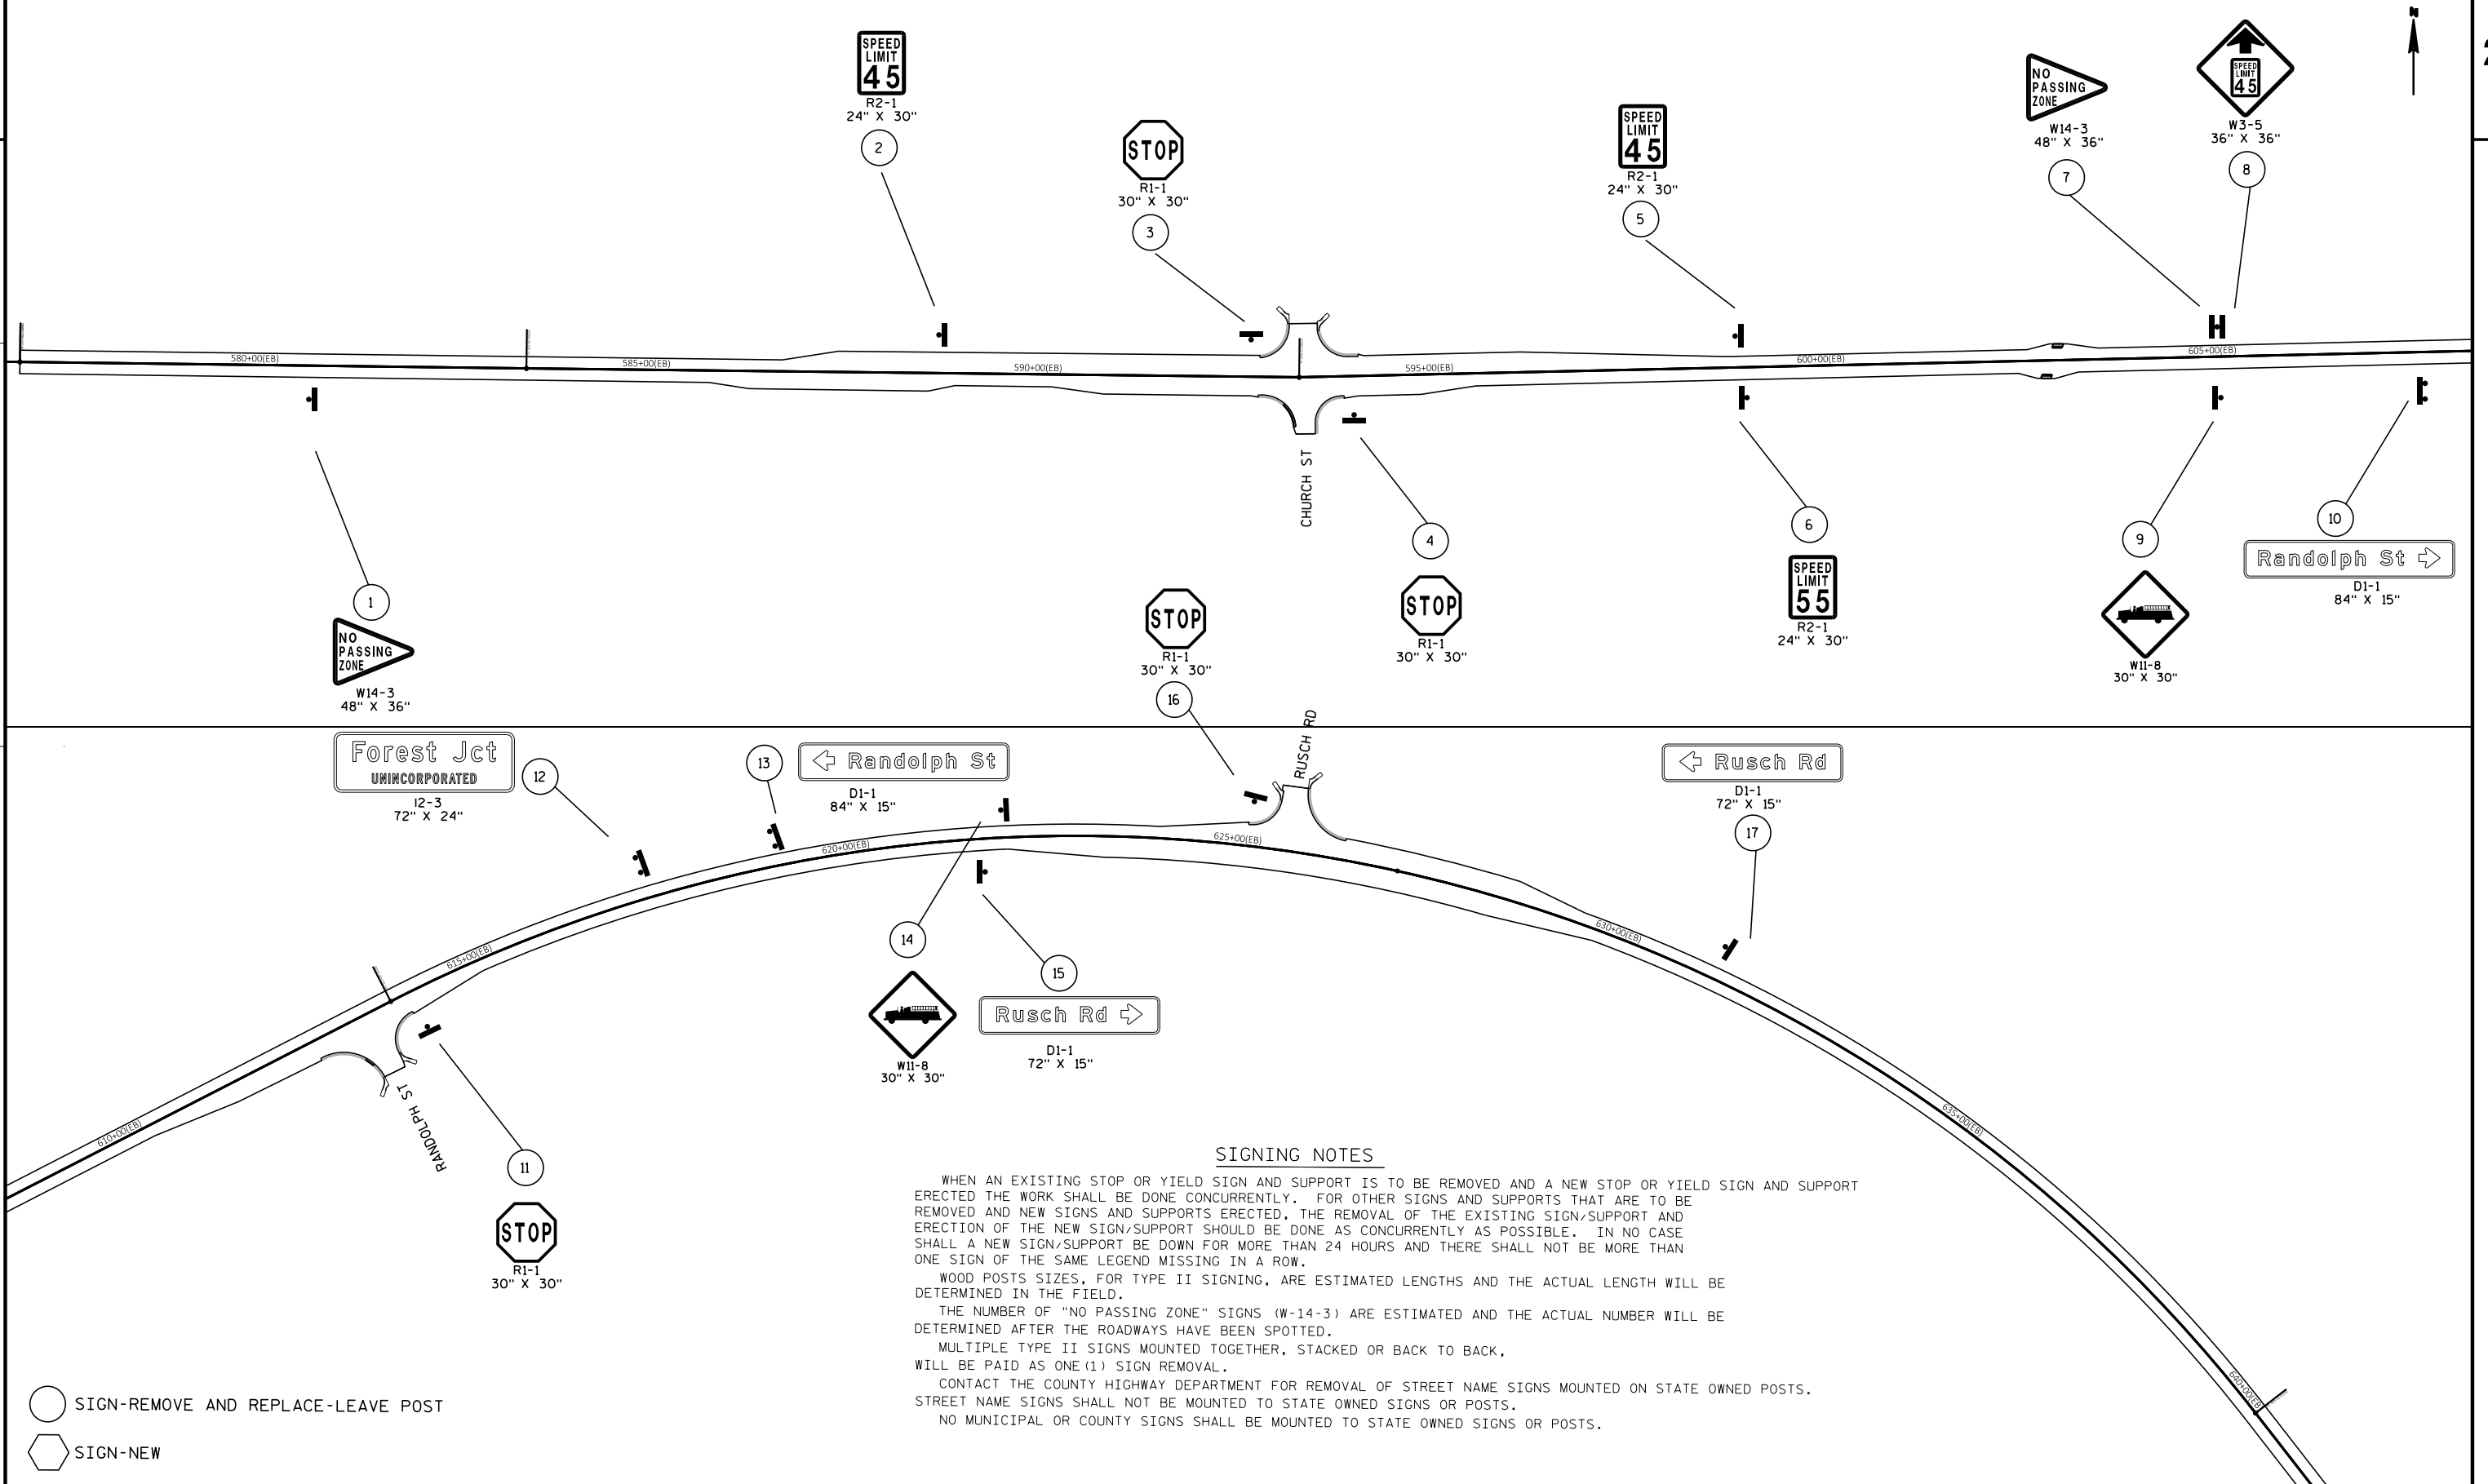 N
2
SPEED
LIMIT
45
R2-1
24" X 30"
2
STOP
R1-1
30" X 30"
3
SPEED
LIMIT
45
R2-1
24" X 30"
5
NO
PASSING
ZONE
W14-3
48" X 36"
7
SPEED
LIMIT
45
W3-5
36" X 36"
8
580+00(EB)
585+00(EB)
590+00(EB)
595+00(EB)
600+00(EB)
605+00(EB)
CHURCH ST
1
NO
PASSING
ZONE
W14-3
48" X 36"
4
STOP
R1-1
30" X 30"
6
SPEED
LIMIT
55
R2-1
24" X 30"
9
W11-8
30" X 30"
10
Randolph St
D1-1
84" X 15"
Forest Jct
UNINCORPORATED
I2-3
72" X 24"
12
13
Randolph St
D1-1
84" X 15"
STOP
R1-1
30" X 30"
16
RUSCH RD
Rusch Rd
D1-1
72" X 15"
17
610+00(EB)
615+00(EB)
620+00(EB)
625+00(EB)
630+00(EB)
635+00(EB)
640+00(EB)
RANDOLPH ST
14
W11-8
30" X 30"
15
Rusch Rd
D1-1
72" X 15"
11
STOP
R1-1
30" X 30"
SIGNING NOTES
WHEN AN EXISTING STOP OR YIELD SIGN AND SUPPORT IS TO BE REMOVED AND A NEW STOP OR YIELD SIGN AND SUPPORT
ERECTED THE WORK SHALL BE DONE CONCURRENTLY. FOR OTHER SIGNS AND SUPPORTS THAT ARE TO BE
REMOVED AND NEW SIGNS AND SUPPORTS ERECTED, THE REMOVAL OF THE EXISTING SIGN/SUPPORT AND
ERECTION OF THE NEW SIGN/SUPPORT SHOULD BE DONE AS CONCURRENTLY AS POSSIBLE. IN NO CASE
SHALL A NEW SIGN/SUPPORT BE DOWN FOR MORE THAN 24 HOURS AND THERE SHALL NOT BE MORE THAN
ONE SIGN OF THE SAME LEGEND MISSING IN A ROW.
WOOD POSTS SIZES, FOR TYPE II SIGNING, ARE ESTIMATED LENGTHS AND THE ACTUAL LENGTH WILL BE
DETERMINED IN THE FIELD.
THE NUMBER OF "NO PASSING ZONE" SIGNS (W-14-3) ARE ESTIMATED AND THE ACTUAL NUMBER WILL BE
DETERMINED AFTER THE ROADWAYS HAVE BEEN SPOTTED.
MULTIPLE TYPE II SIGNS MOUNTED TOGETHER, STACKED OR BACK TO BACK,
WILL BE PAID AS ONE (1) SIGN REMOVAL.
CONTACT THE COUNTY HIGHWAY DEPARTMENT FOR REMOVAL OF STREET NAME SIGNS MOUNTED ON STATE OWNED POSTS.
STREET NAME SIGNS SHALL NOT BE MOUNTED TO STATE OWNED SIGNS OR POSTS.
NO MUNICIPAL OR COUNTY SIGNS SHALL BE MOUNTED TO STATE OWNED SIGNS OR POSTS.
SIGN-REMOVE AND REPLACE-LEAVE POST
SIGN-NEW